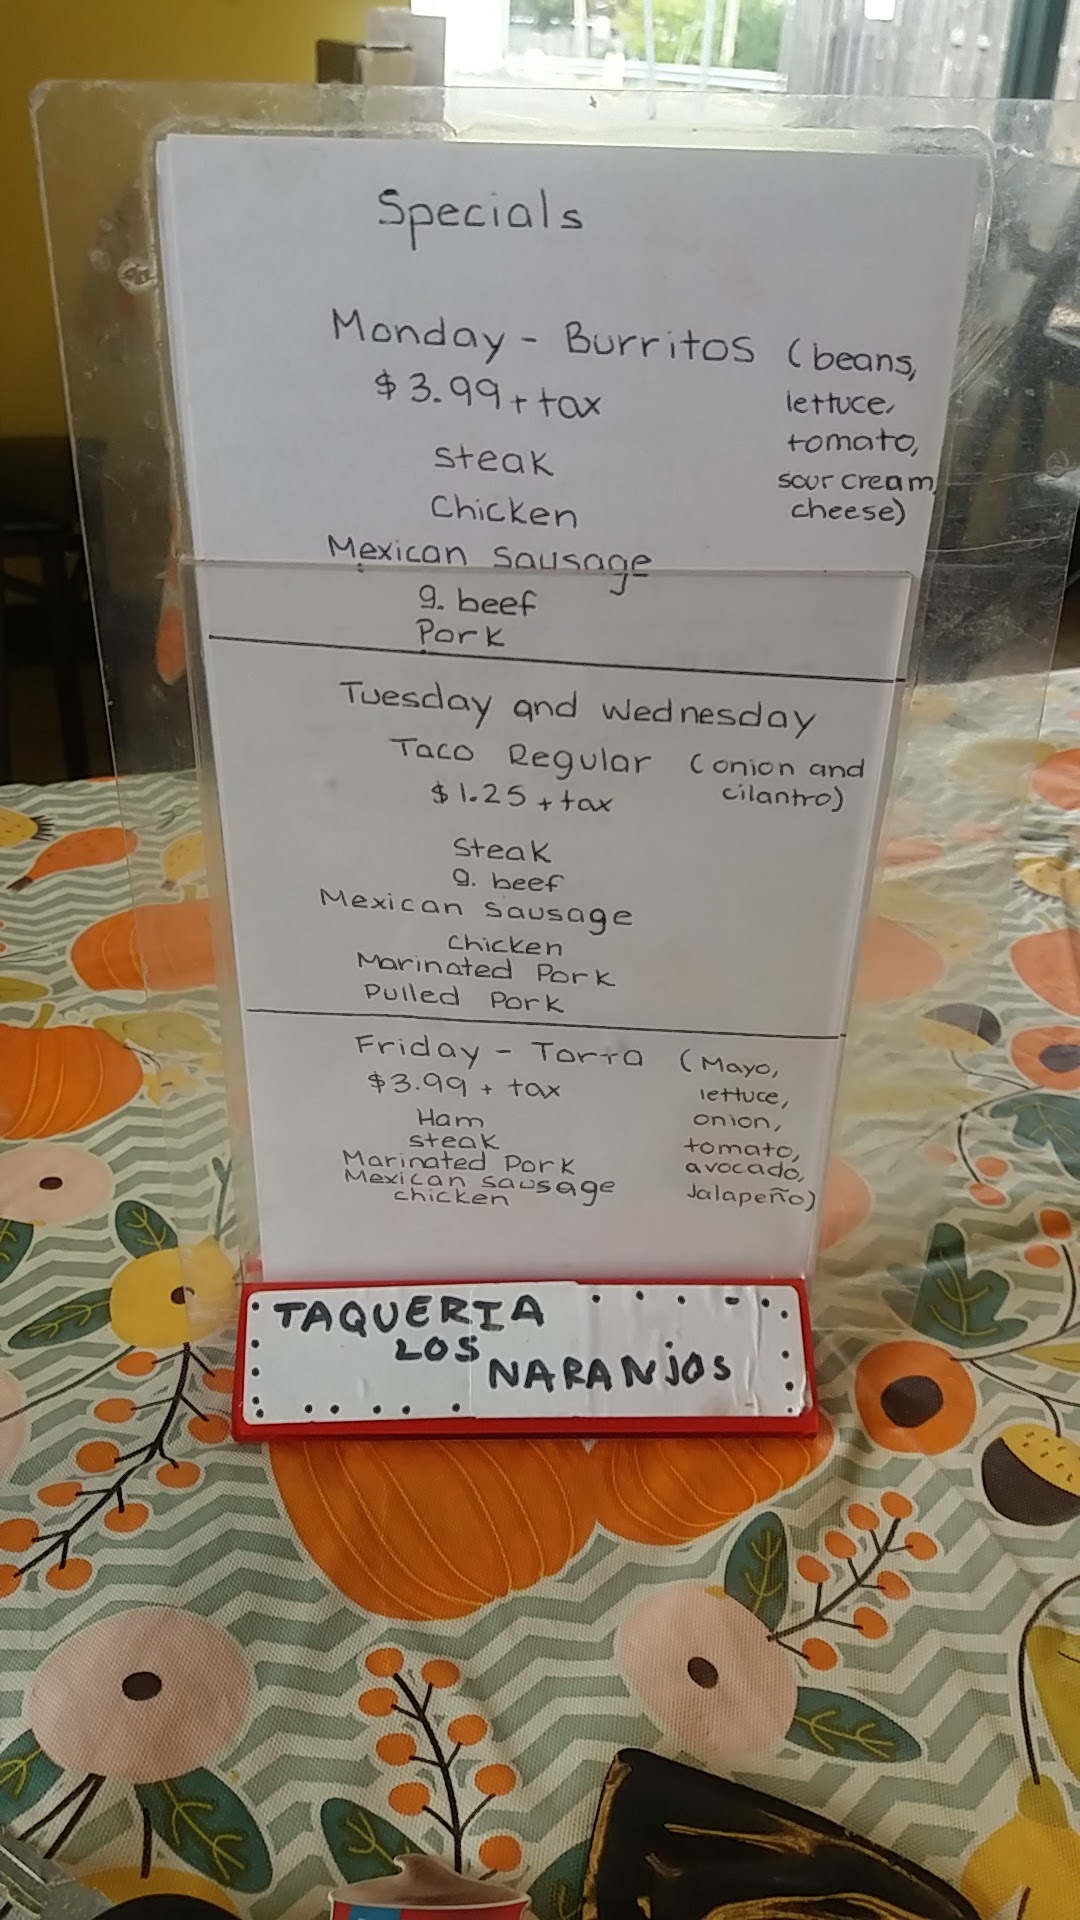 Specials
Monday - Burritos (beans,
$3.99 + tax lettuce,
steak tomato,
Chicken sour cream,
Mexican Sausage cheese)
g. beef
Pork
Tuesday and Wednesday
Taco Regular (onion and
$1.25 + tax cilantro)
Steak
g. beef
Mexican Sausage
Chicken
Marinated Pork
Pulled Pork
Friday - Torta (Mayo,
$3.99 + tax lettuce,
Ham onion,
steak tomato,
Marinated Pork avocado,
Mexican sausage Jalapeño)
chicken
TAQUERIA
LOS
NARANJOS